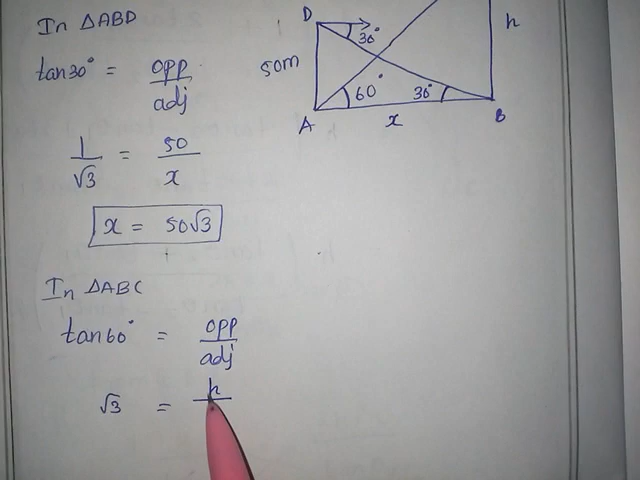 In ΔABD
tan30° = opp/adj
1/√3 = 50/x
x = 50√3
In ΔABC
tan60° = opp/adj
√3 = h
D
30°
50m
h
60°
30°
A
x
B